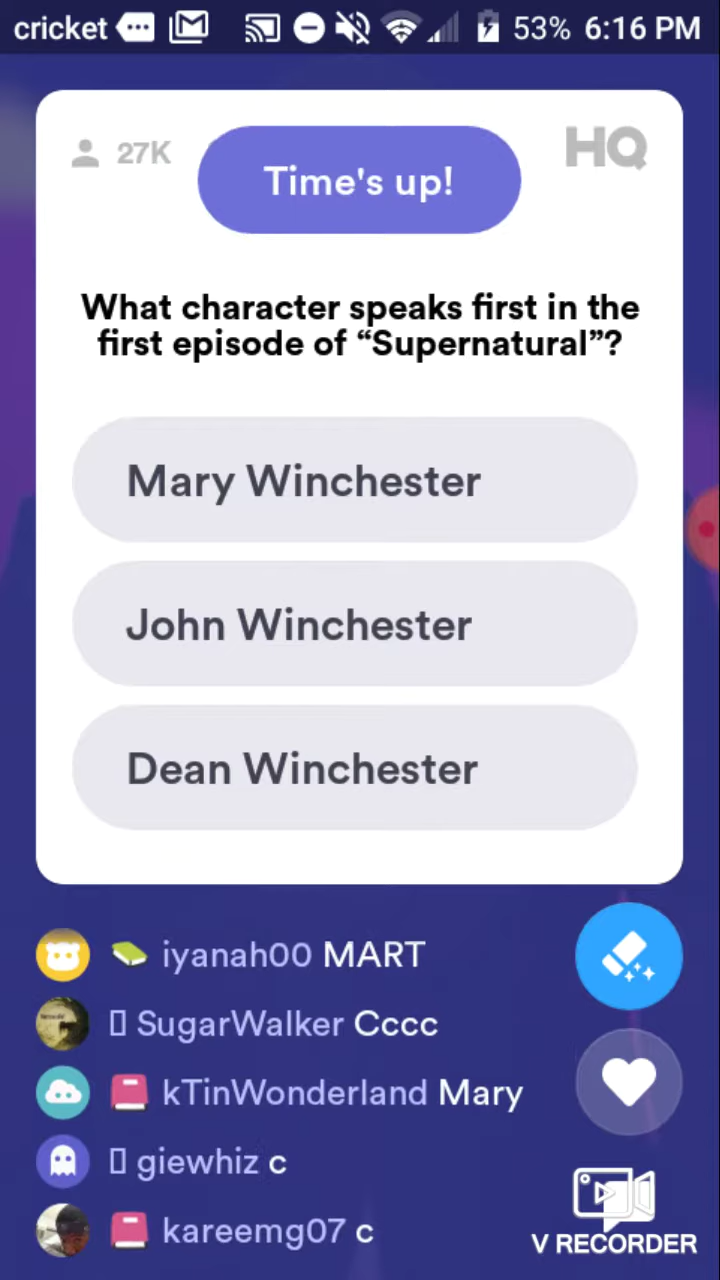 cricket 53% 6:16 PM
27K Time's up! HQ
What character speaks first in the
first episode of “Supernatural”?
Mary Winchester
John Winchester
Dean Winchester
iyanah00 MART
SugarWalker Cccc
kTinWonderland Mary
giewhiz c
kareemg07 c
V RECORDER